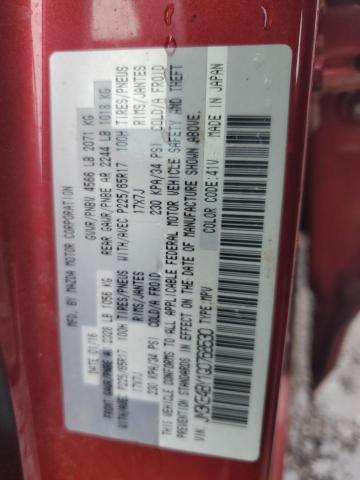 MAZDA MOTOR CORPORATION
DATE: 01/16 GVWR/PNBV 4566 LB 2071 KG
FRONT GAWR/PNBE AV 2328 LB 1056 KG REAR GAWR/PNBE AR 2244 LB 1018 KG
WITH/AVEC P225/65R17 100H TIRES/PNEUS WITH/AVEC P225/65R17 100H TIRES/PNEUS
17X7J RIMS/JANTES 17X7J RIMS/JANTES
230 KPA/34 PSI COLD/A FROID 230 KPA/34 PSI COLD/A FROID
THIS VEHICLE CONFORMS TO ALL APPLICABLE FEDERAL MOTOR VEHICLE SAFETY AND THEFT
PREVENTION STANDARDS IN EFFECT ON THE DATE OF MANUFACTURE SHOWN ABOVE.
VIN: TYPE: MPV COLOR CODE: 41V MADE IN JAPAN